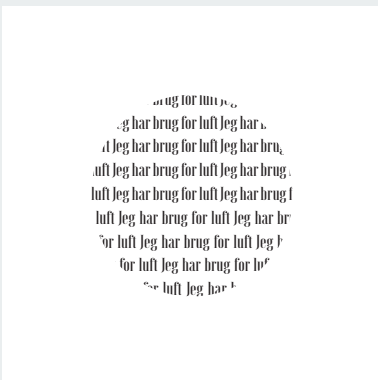 brug for luft Jeg
har brug for luft Jeg har
Jeg har brug for luft Jeg har brug
luft Jeg har brug for luft Jeg har brug
luft Jeg har brug for luft Jeg har brug
luft Jeg har brug for luft Jeg har
for luft Jeg har brug for luft Jeg
for luft Jeg har brug for luft
luft Jeg har